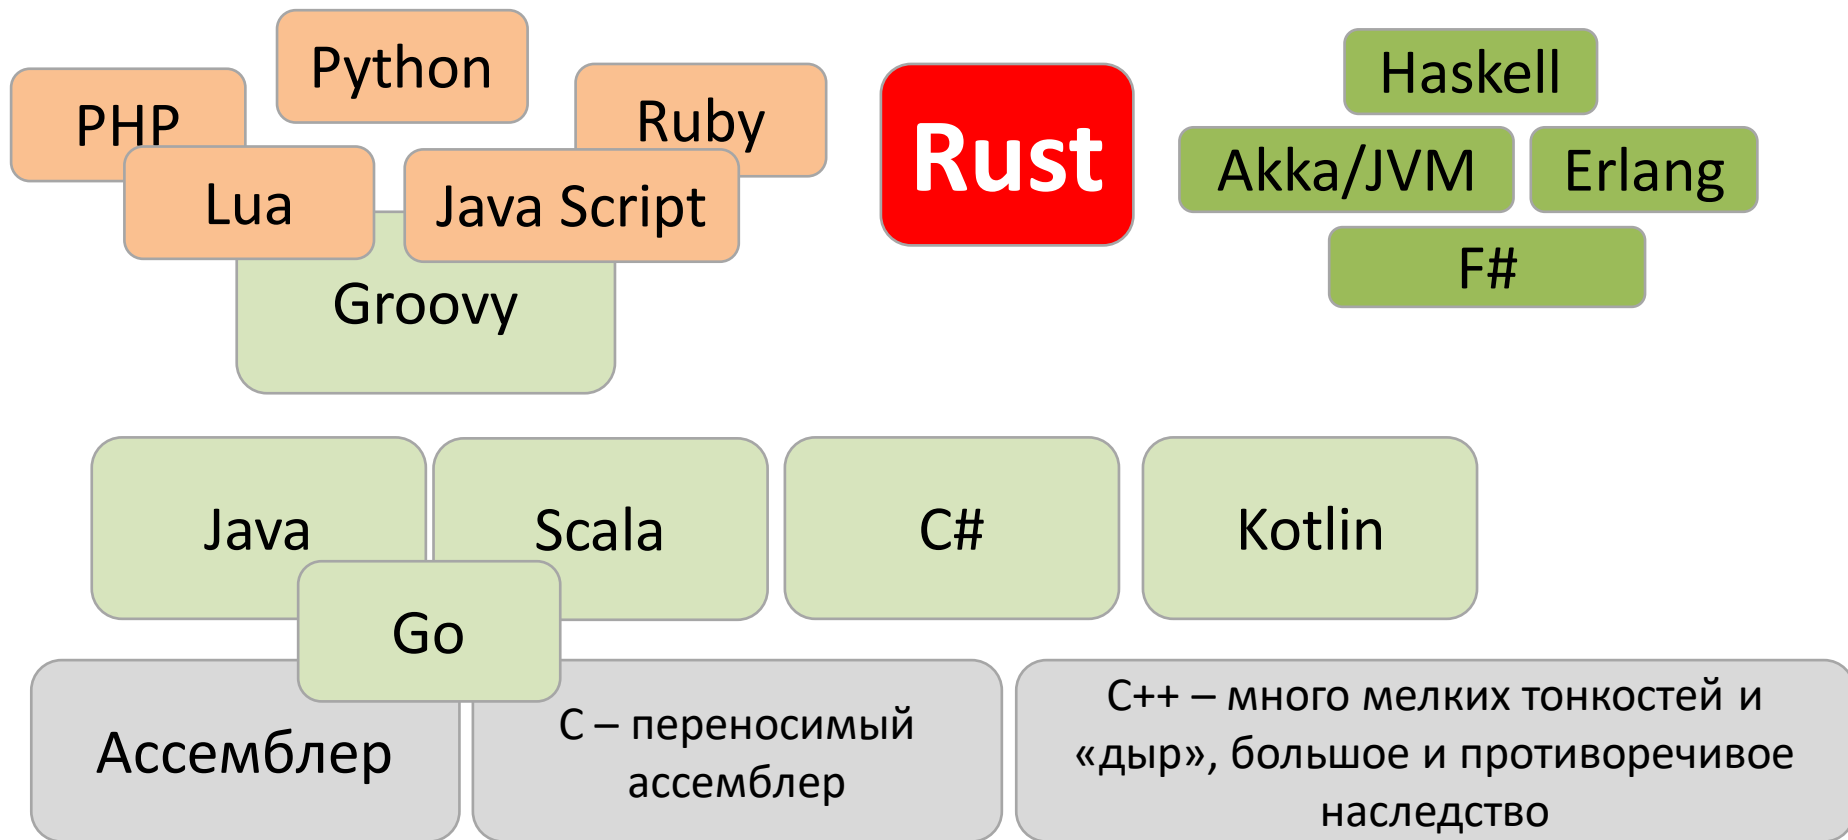 Python
PHP
Ruby
Lua
Java Script
Groovy
Rust
Haskell
Akka/JVM
Erlang
F#
Java
Scala
C#
Kotlin
Go
Ассемблер
С – переносимый
ассемблер
С++ – много мелких тонкостей и
«дыр», большое и противоречивое
наследство